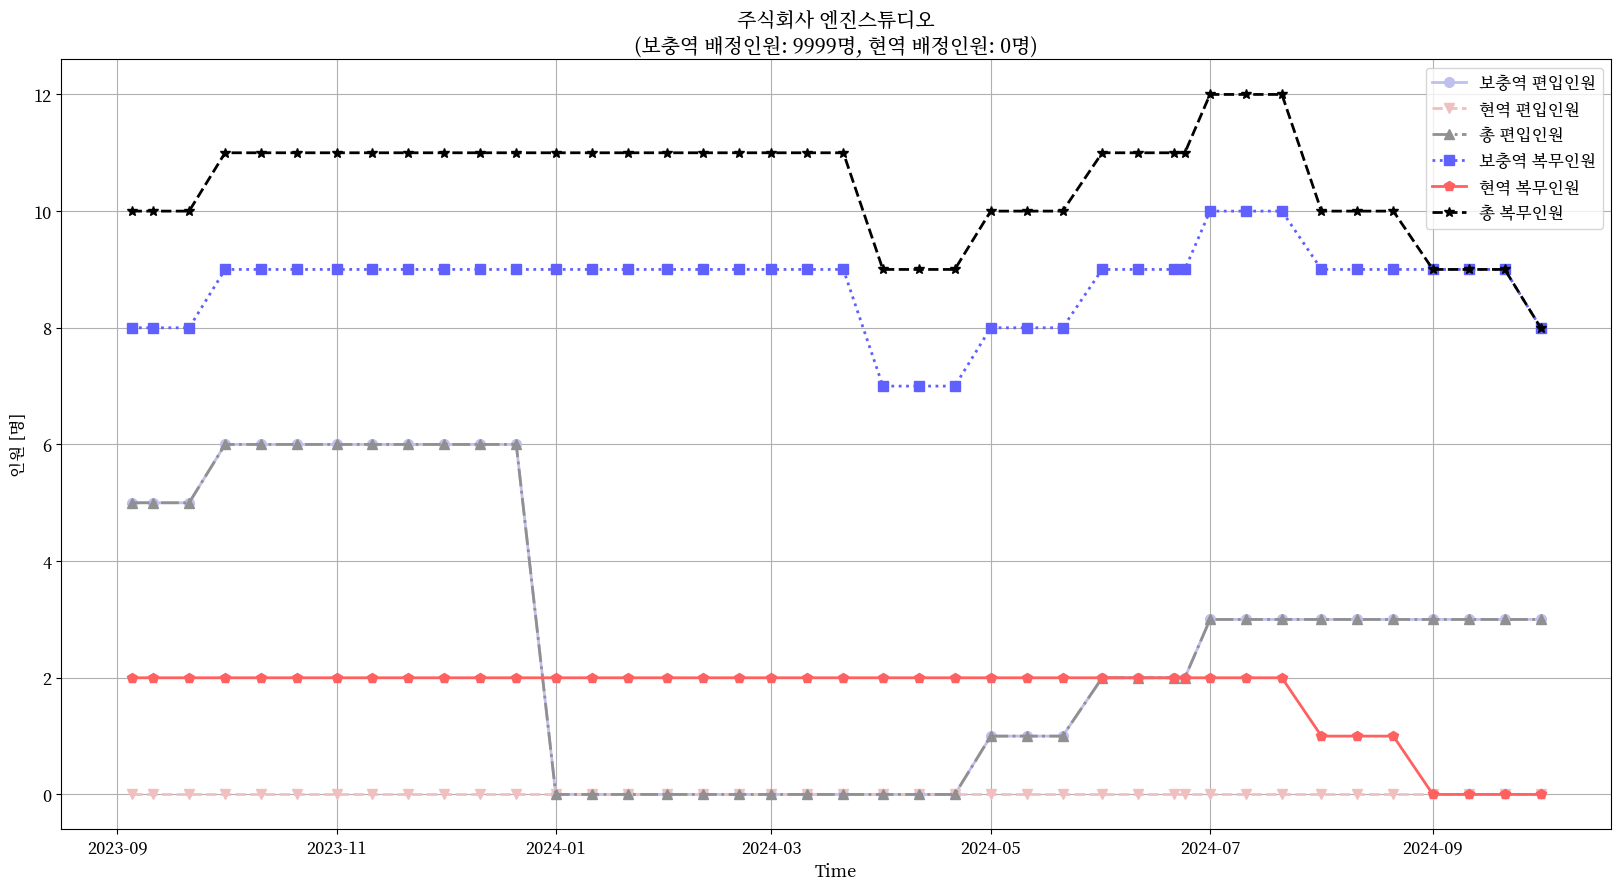 주식회사 엔진스튜디오
(보충역 배정인원: 9999명, 현역 배정인원: 0명)
보충역 편입인원
현역 편입인원
총 편입인원
보충역 복무인원
현역 복무인원
총 복무인원
인원 [명]
12
10
8
6
4
2
0
2023-09
2023-11
2024-01
2024-03
2024-05
2024-07
2024-09
Time